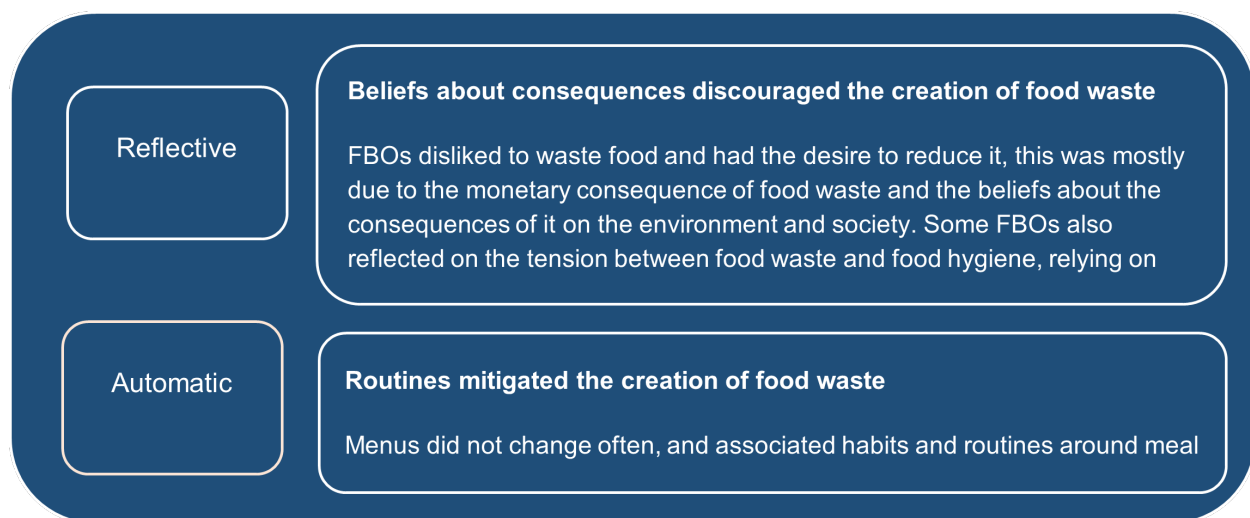 Reflective
Beliefs about consequences discouraged the creation of food waste
FBOs disliked to waste food and had the desire to reduce it, this was mostly
due to the monetary consequence of food waste and the beliefs about the
consequences of it on the environment and society. Some FBOs also
reflected on the tension between food waste and food hygiene, relying on
Automatic
Routines mitigated the creation of food waste
Menus did not change often, and associated habits and routines around meal